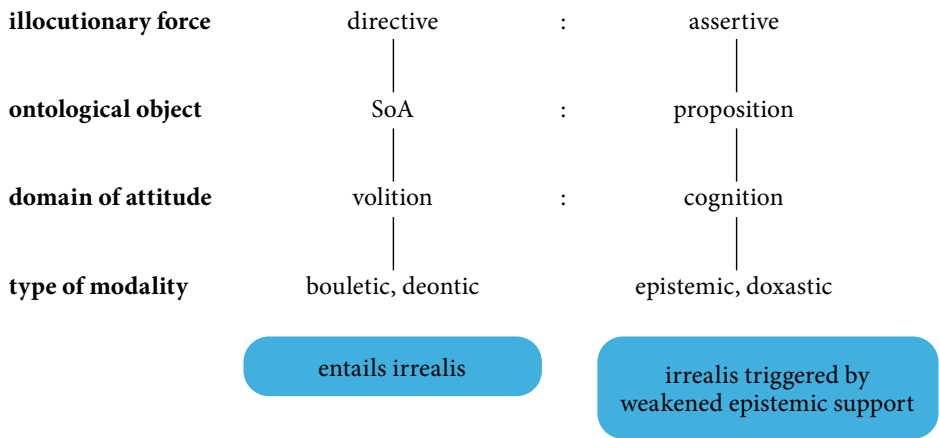 illocutionary force directive : assertive
ontological object SoA : proposition
domain of attitude volition : cognition
type of modality bouletic, deontic epistemic, doxastic
entails irrealis
irrealis triggered by
weakened epistemic support